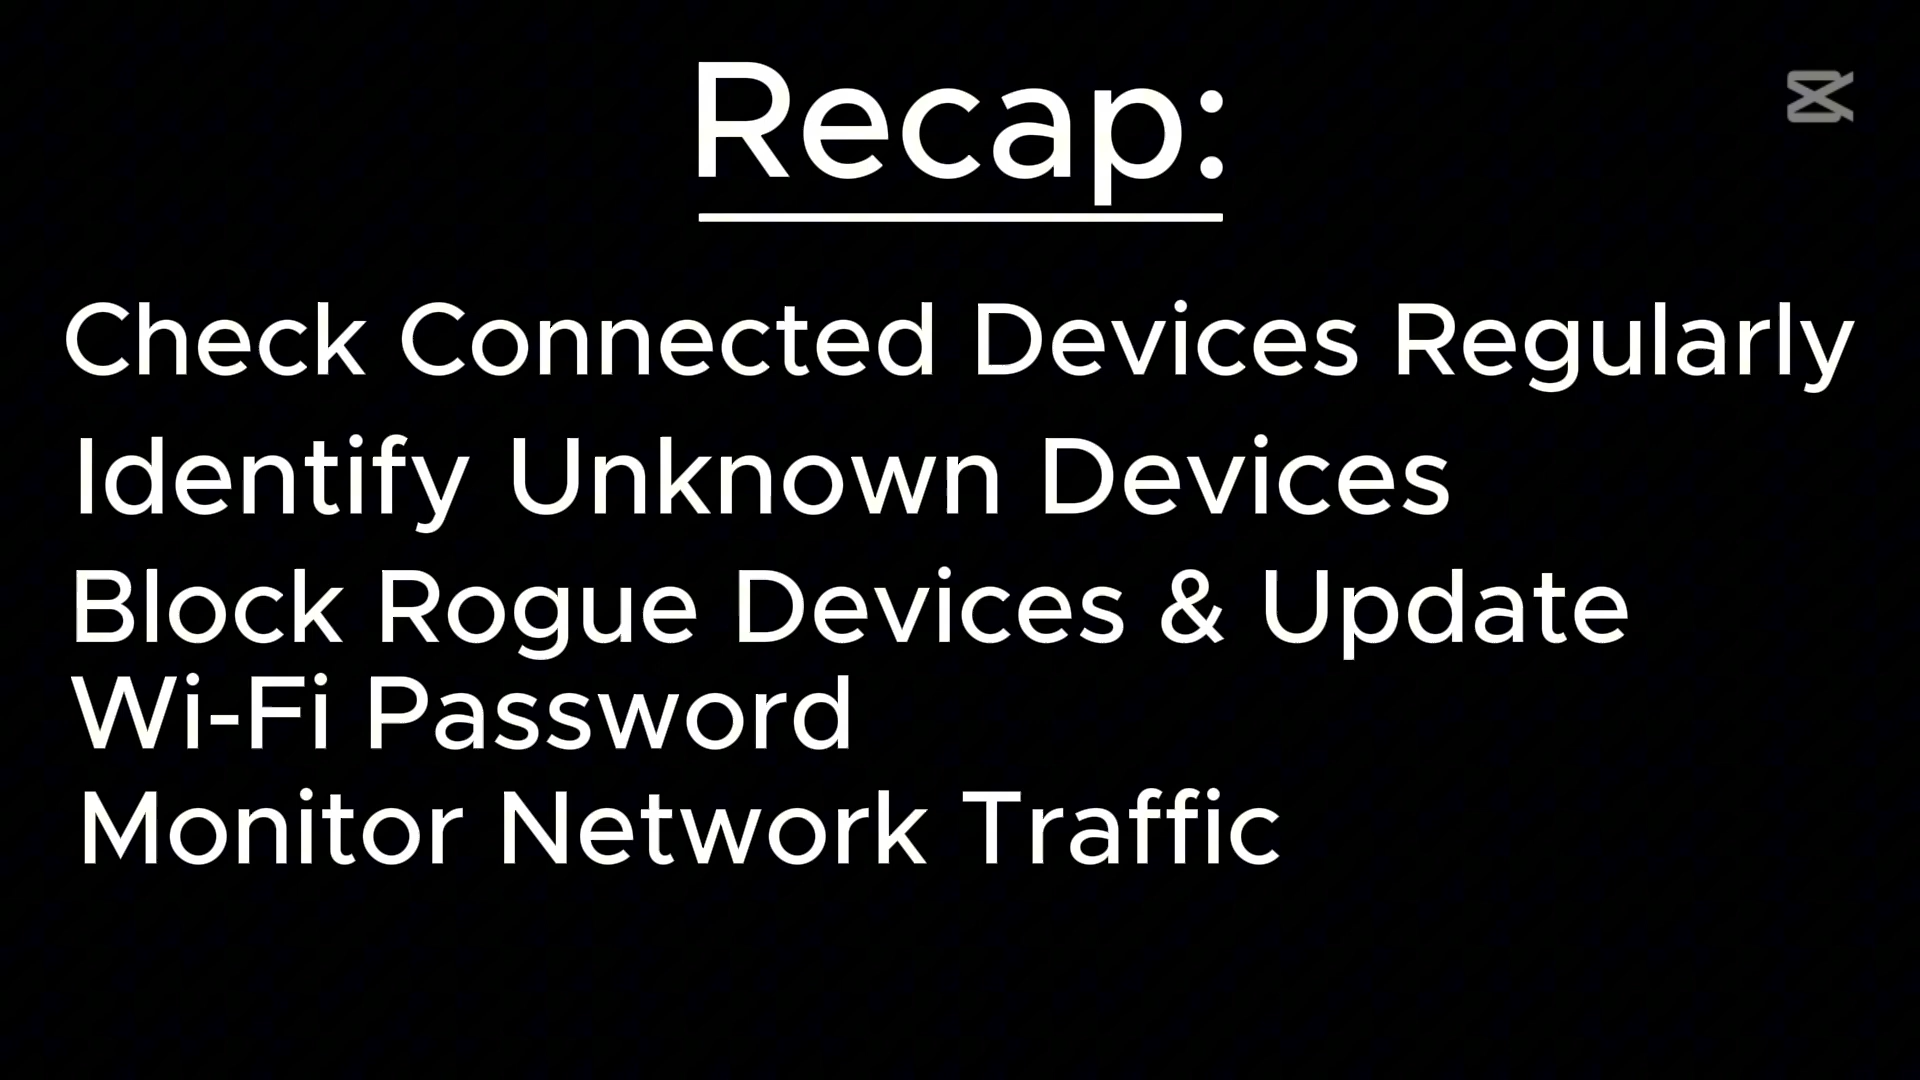 Recap:
Check Connected Devices Regularly
Identify Unknown Devices
Block Rogue Devices & Update
Wi-Fi Password
Monitor Network Traffic